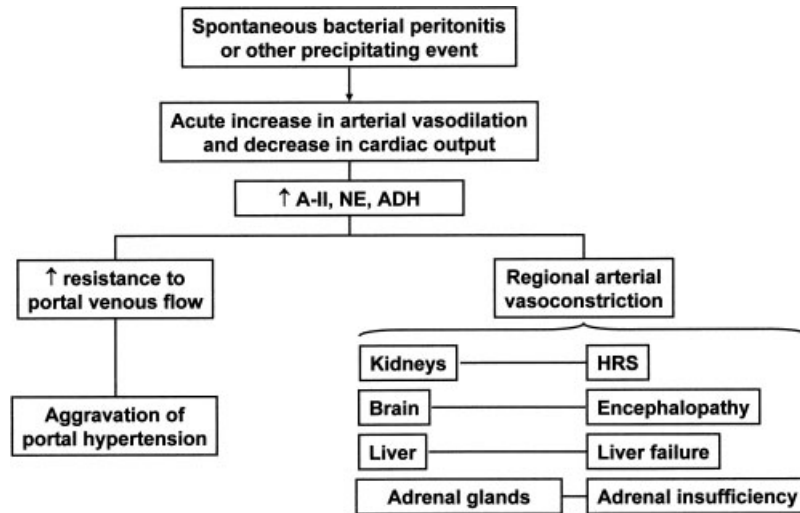 Spontaneous bacterial peritonitis
or other precipitating event
Acute increase in arterial vasodilation
and decrease in cardiac output
↑ A-II, NE, ADH
↑ resistance to
portal venous flow
Regional arterial
vasoconstriction
Kidneys
HRS
Brain
Encephalopathy
Aggravation of
portal hypertension
Liver
Liver failure
Adrenal glands
Adrenal insufficiency